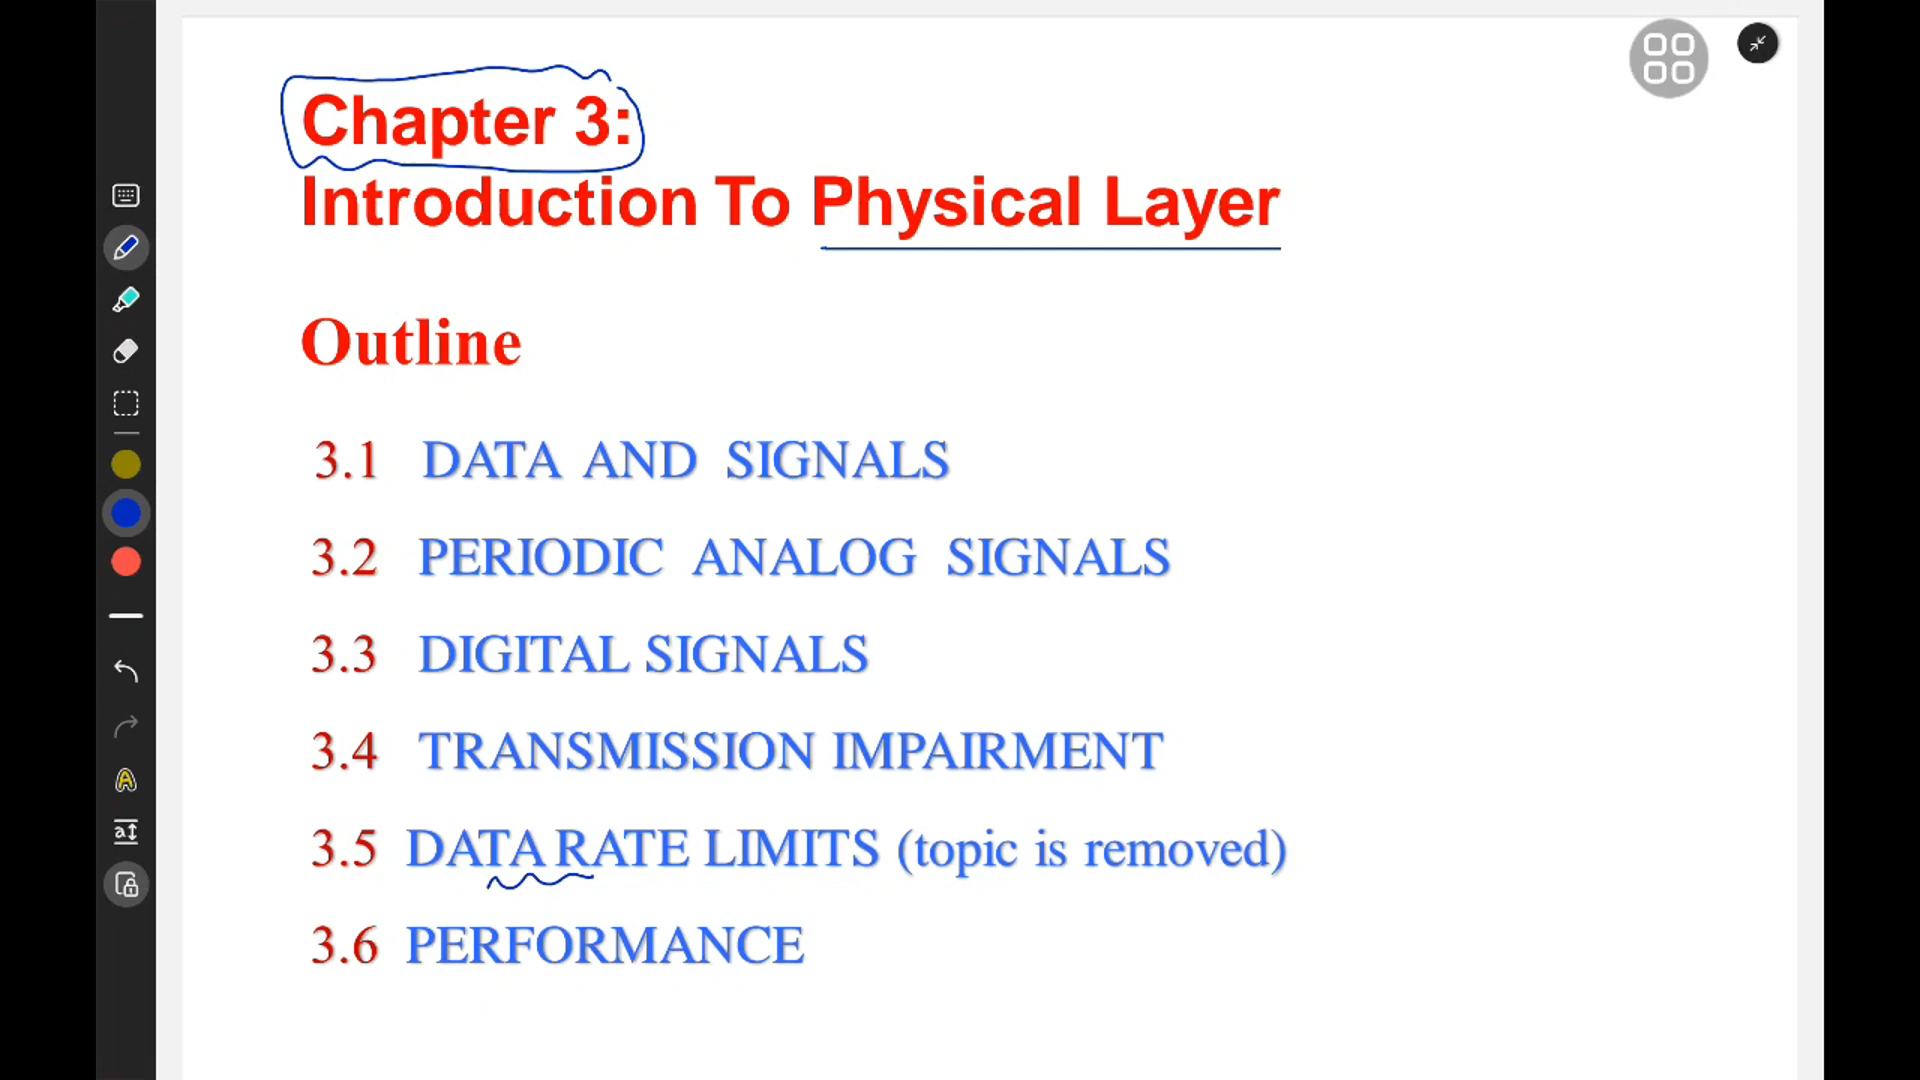 Chapter 3:
Introduction To Physical Layer
Outline
3.1 DATA AND SIGNALS
3.2 PERIODIC ANALOG SIGNALS
3.3 DIGITAL SIGNALS
3.4 TRANSMISSION IMPAIRMENT
3.5 DATA RATE LIMITS (topic is removed)
3.6 PERFORMANCE